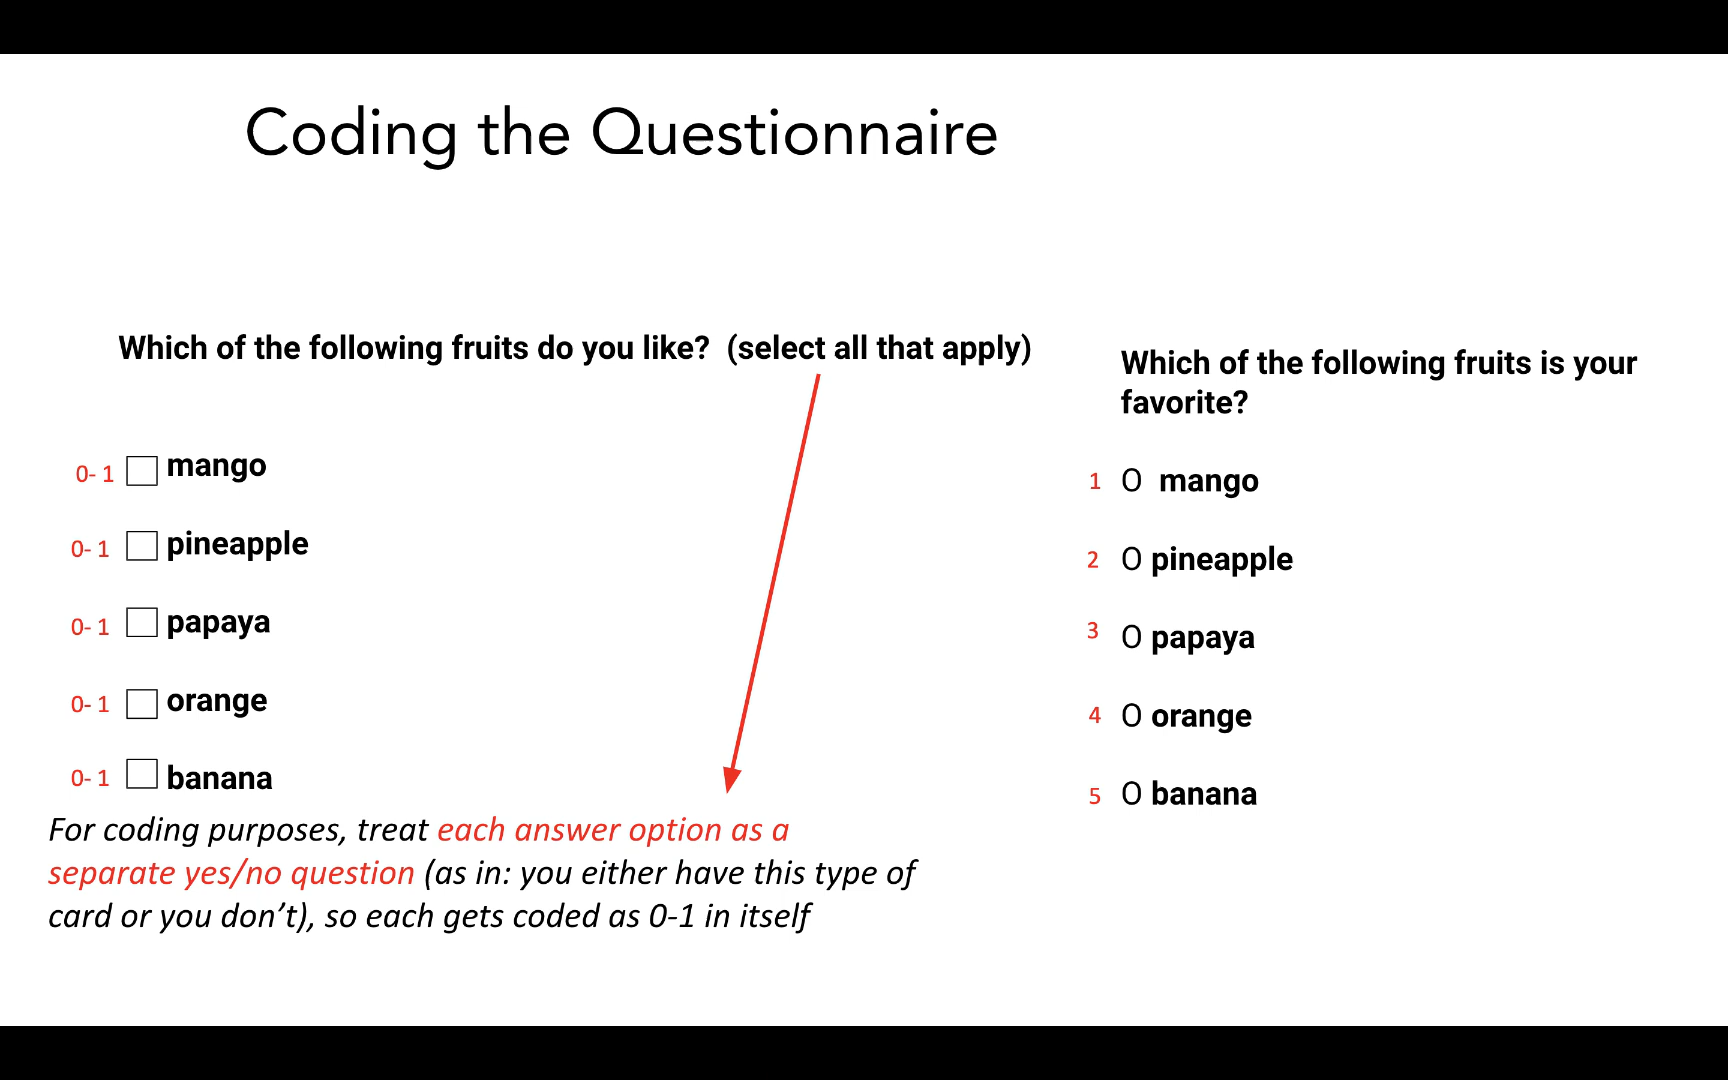 Coding the Questionnaire
Which of the following fruits do you like? (select all that apply)
0- 1 mango
0- 1 pineapple
0- 1 papaya
0- 1 orange
0- 1 banana
For coding purposes, treat each answer option as a
separate yes/no question (as in: you either have this type of
card or you don’t), so each gets coded as 0-1 in itself
Which of the following fruits is your
favorite?
1 O mango
2 O pineapple
3 O papaya
4 O orange
5 O banana